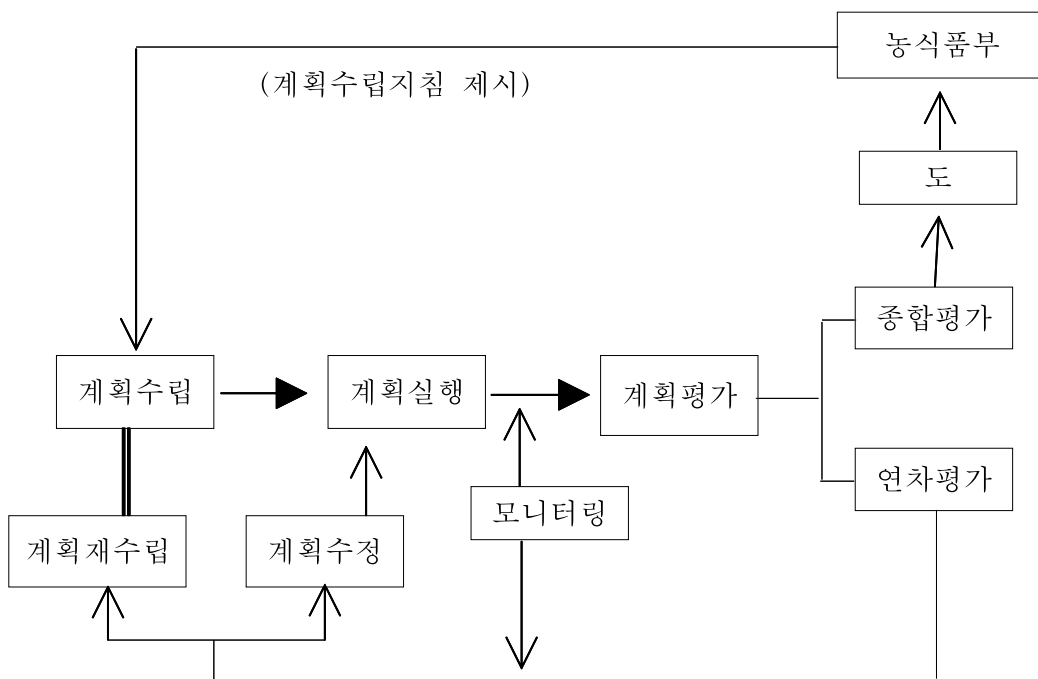 농식품부
(계획수립지침 제시)
도
종합평가
계획수립
계획실행
계획평가
연차평가
모니터링
계획재수립
계획수정